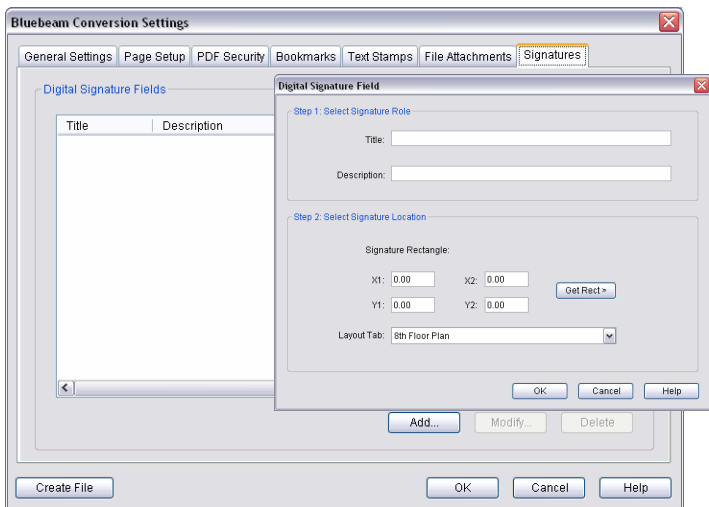 Bluebeam Conversion Settings
General Settings Page Setup PDF Security Bookmarks Text Stamps File Attachments Signatures
Digital Signature Fields
Title Description
Digital Signature Field
Step 1: Select Signature Role
Title:
Description:
Step 2: Select Signature Location
Signature Rectangle:
X1: 0.00 X2: 0.00
Get Rect >
Y1: 0.00 Y2: 0.00
Layout Tab: 8th Floor Plan
OK Cancel Help
Add... Modify... Delete
Create File OK Cancel Help